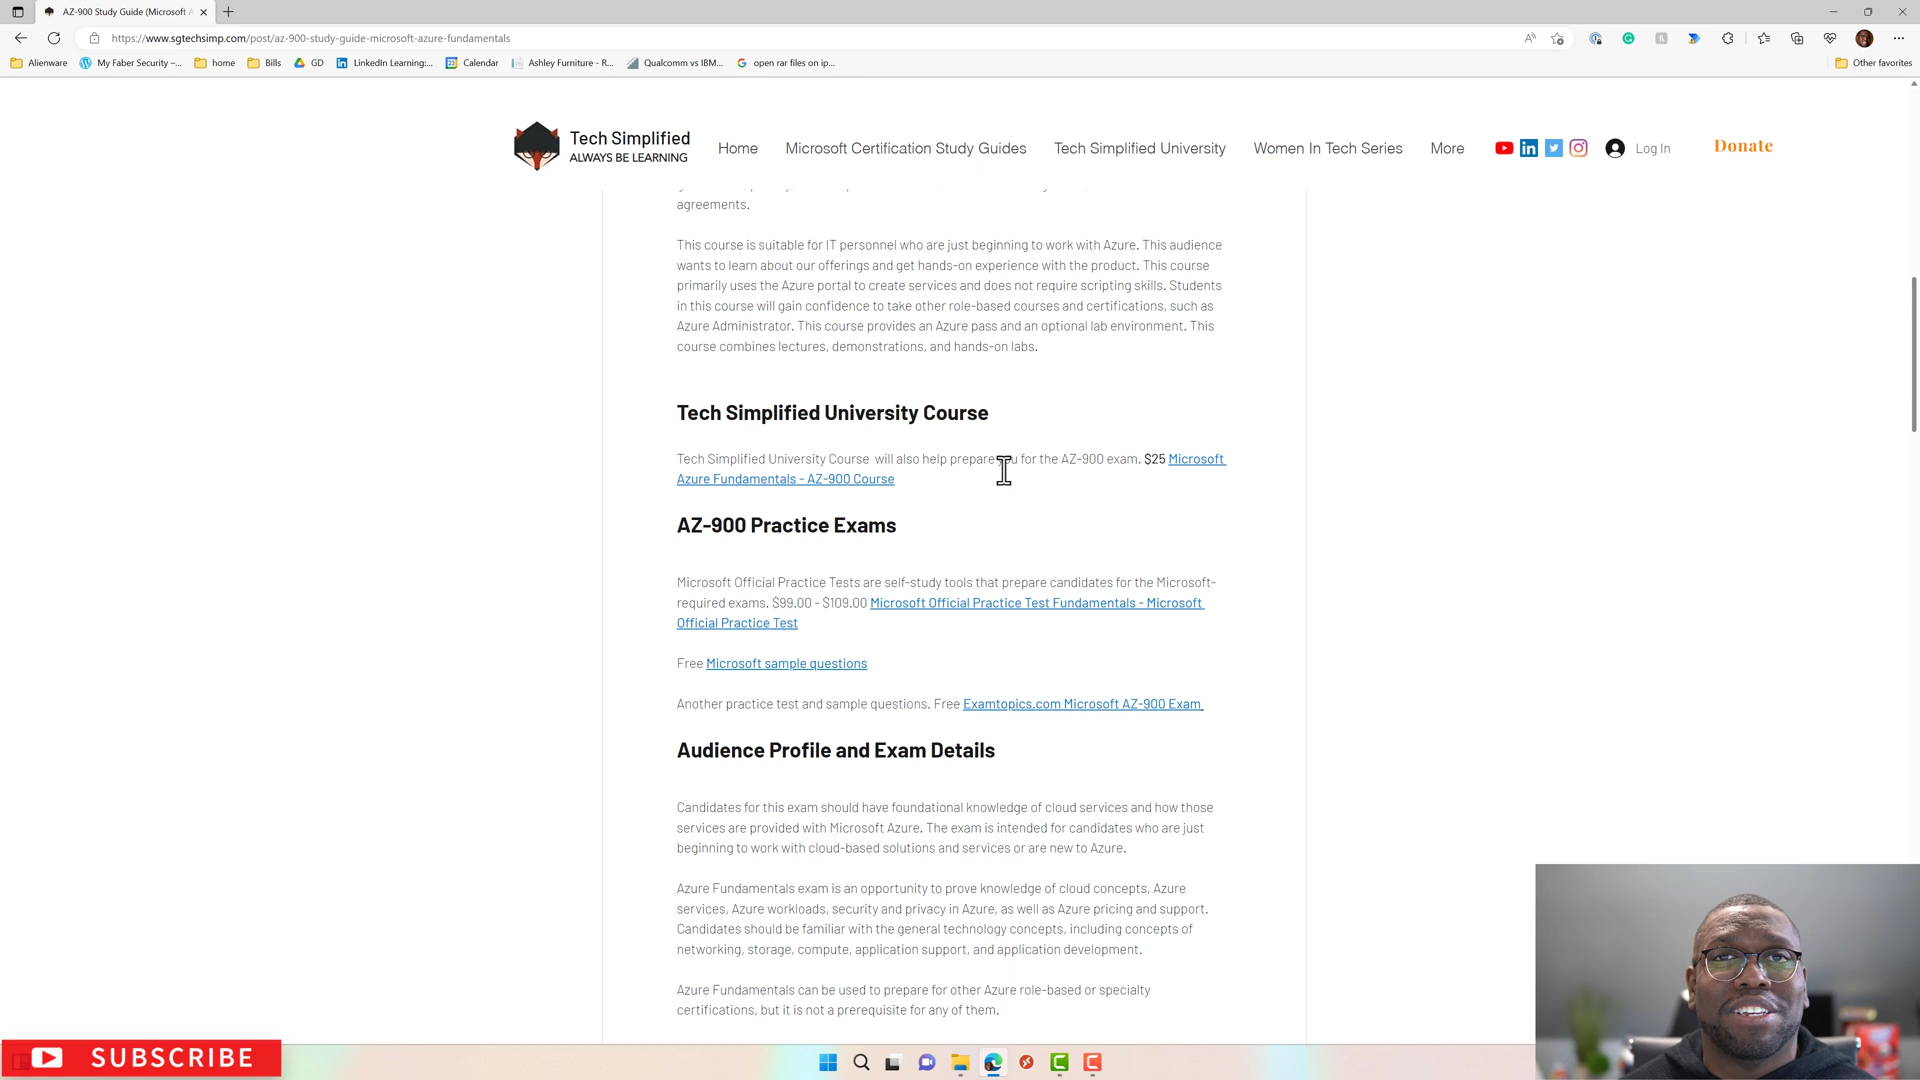 AZ-900 Study Guide (Microsoft A
https://www.sgtechsimp.com/post/az-900-study-guide-microsoft-azure-fundamentals
Alienware
My Faber Security –...
home
Bills
GD
LinkedIn Learning:...
Calendar
Ashley Furniture - R...
Qualcomm vs IBM...
open rar files on ip...
Other favorites
Tech Simplified
ALWAYS BE LEARNING
Home
Microsoft Certification Study Guides
Tech Simplified University
Women In Tech Series
More
Log In
Donate
agreements.
This course is suitable for IT personnel who are just beginning to work with Azure. This audience
wants to learn about our offerings and get hands-on experience with the product. This course
primarily uses the Azure portal to create services and does not require scripting skills. Students
in this course will gain confidence to take other role-based courses and certifications, such as
Azure Administrator. This course provides an Azure pass and an optional lab environment. This
course combines lectures, demonstrations, and hands-on labs.
Tech Simplified University Course
Tech Simplified University Course will also help prepare you for the AZ-900 exam. $25 Microsoft
Azure Fundamentals - AZ-900 Course
AZ-900 Practice Exams
Microsoft Official Practice Tests are self-study tools that prepare candidates for the Microsoft-
required exams. $99.00 - $109.00 Microsoft Official Practice Test Fundamentals - Microsoft
Official Practice Test
Free Microsoft sample questions
Another practice test and sample questions. Free Examtopics.com Microsoft AZ-900 Exam
Audience Profile and Exam Details
Candidates for this exam should have foundational knowledge of cloud services and how those
services are provided with Microsoft Azure. The exam is intended for candidates who are just
beginning to work with cloud-based solutions and services or are new to Azure.
Azure Fundamentals exam is an opportunity to prove knowledge of cloud concepts, Azure
services, Azure workloads, security and privacy in Azure, as well as Azure pricing and support.
Candidates should be familiar with the general technology concepts, including concepts of
networking, storage, compute, application support, and application development.
Azure Fundamentals can be used to prepare for other Azure role-based or specialty
certifications, but it is not a prerequisite for any of them.
SUBSCRIBE